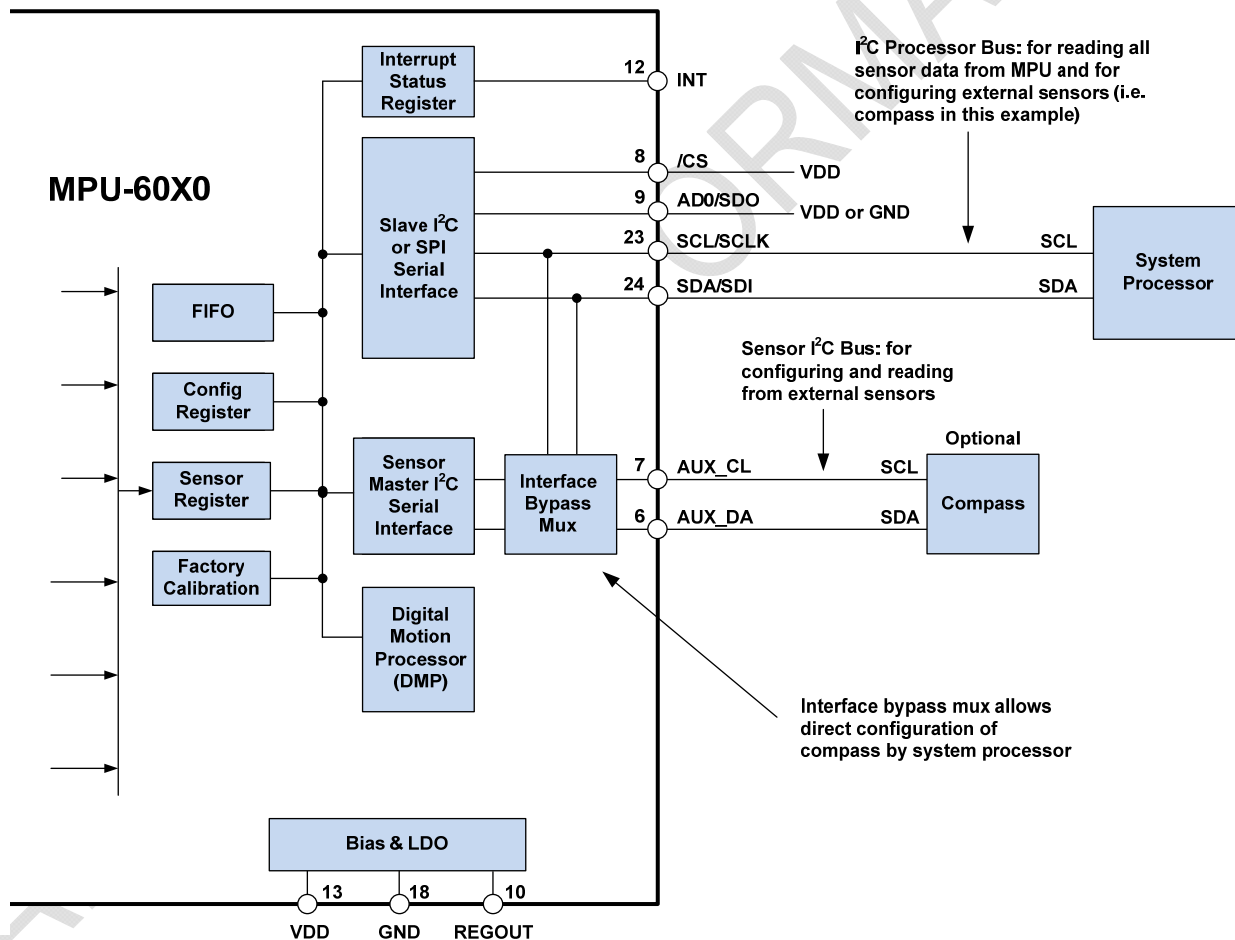 MPU-60X0
Interrupt
Status
Register
12
INT
I²C Processor Bus: for reading all
sensor data from MPU and for
configuring external sensors (i.e.
compass in this example)
Slave I²C
or SPI
Serial
Interface
8
/CS
VDD
9
AD0/SDO
VDD or GND
23
SCL/SCLK
SCL
24
SDA/SDI
SDA
System
Processor
FIFO
Config
Register
Sensor
Register
Factory
Calibration
Sensor I²C Bus: for
configuring and reading
from external sensors
Sensor
Master I²C
Serial
Interface
Interface
Bypass
Mux
7
AUX_CL
SCL
6
AUX_DA
SDA
Optional
Compass
Digital
Motion
Processor
(DMP)
Interface bypass mux allows
direct configuration of
compass by system processor
Bias & LDO
13
18
10
VDD
GND
REGOUT